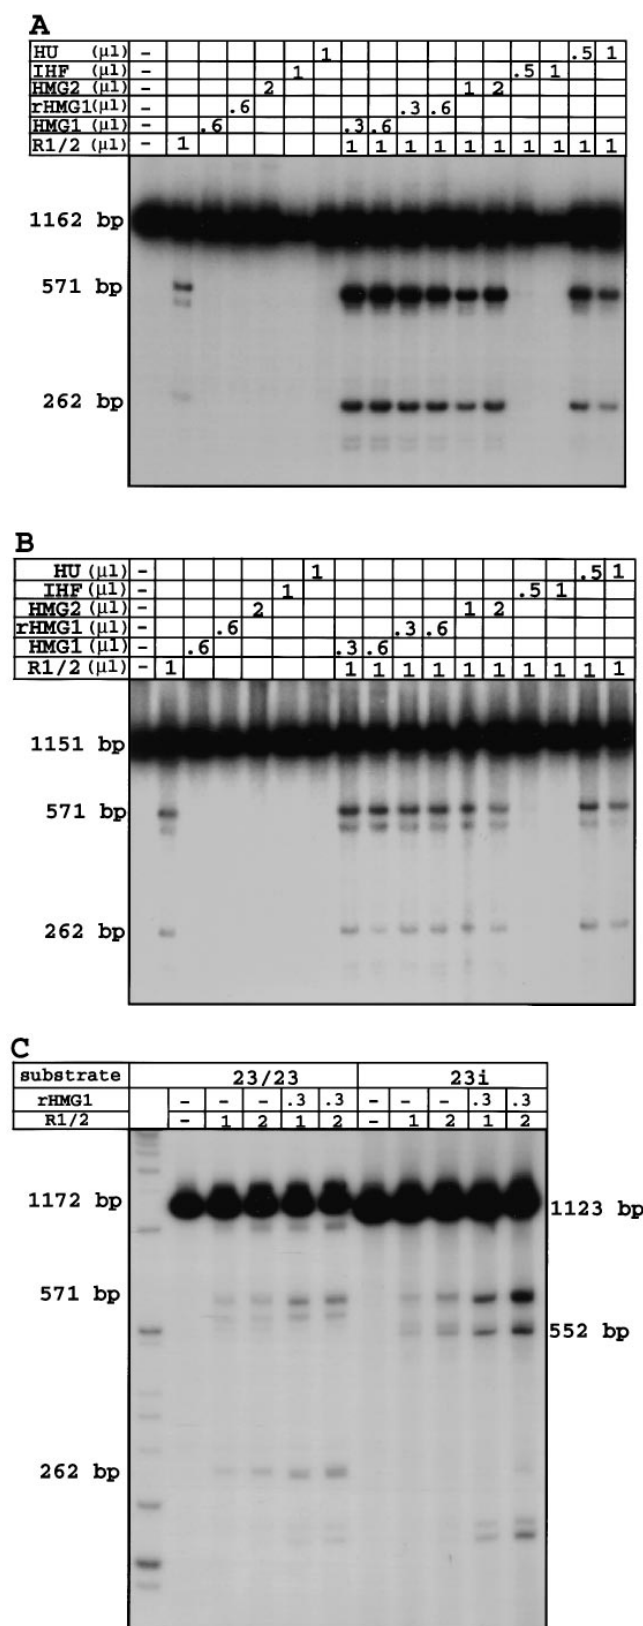 A
HU (µl) - 1 .5 1
IHF (µl) - 1 .5 1
HMG2 (µl) - 2 1 2
rHMG1(µl) - .6 .3 .6
HMG1 (µl) - .6 .3 .6
R1/2 (µl) - 1 1 1 1 1 1 1 1 1 1 1
1162 bp
571 bp
262 bp
B
HU (µl) - 1 .5 1
IHF (µl) - 1 .5 1
HMG2 (µl) - 2 1 2
rHMG1(µl) - .6 .3 .6
HMG1 (µl) - .6 .3 .6
R1/2 (µl) - 1 1 1 1 1 1 1 1 1 1 1
1151 bp
571 bp
262 bp
C
substrate 23/23 23i
rHMG1 - - - .3 .3 - - - .3 .3
R1/2 - 1 2 1 2 - 1 2 1 2
1172 bp
1123 bp
571 bp
552 bp
262 bp